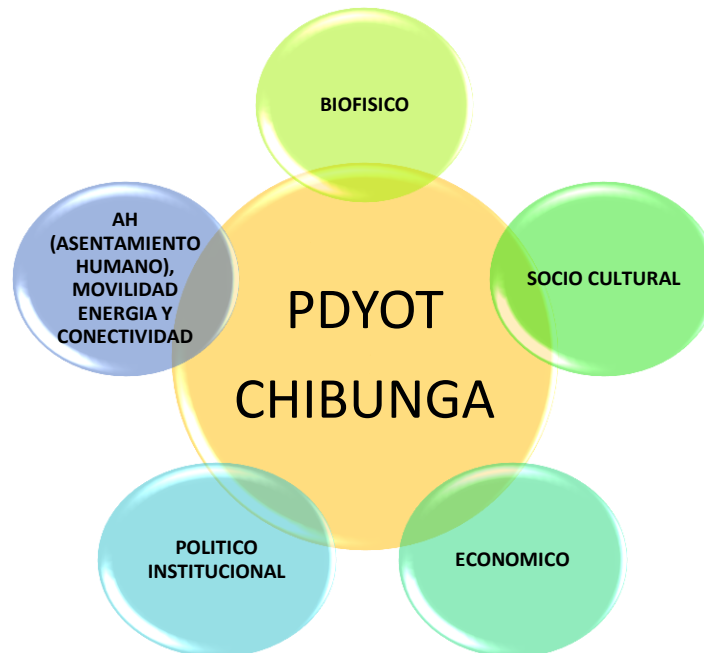 BIOFISICO
AH
(ASENTAMIENTO
HUMANO),
MOVILIDAD
ENERGIA Y
CONECTIVIDAD
SOCIO CULTURAL
PDYOT
CHIBUNGA
POLITICO
INSTITUCIONAL
ECONOMICO